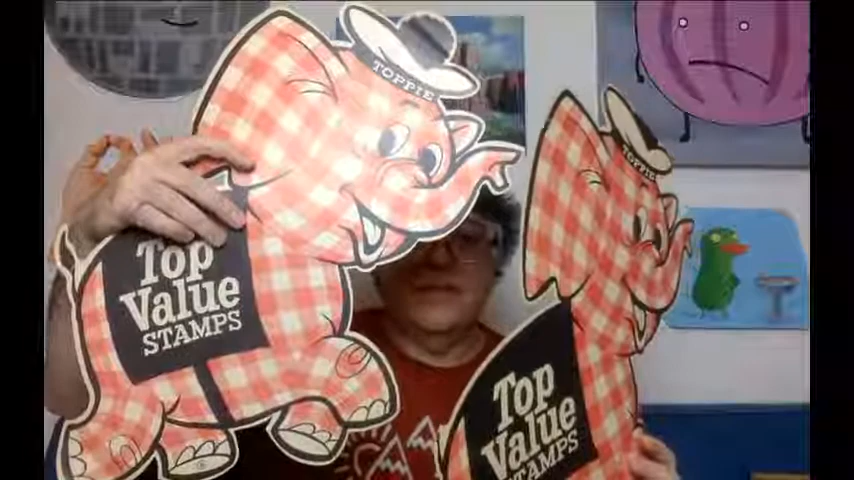 TOPPIE
Top
Value
STAMPS
TOPPIE
Top
Value
STAMPS